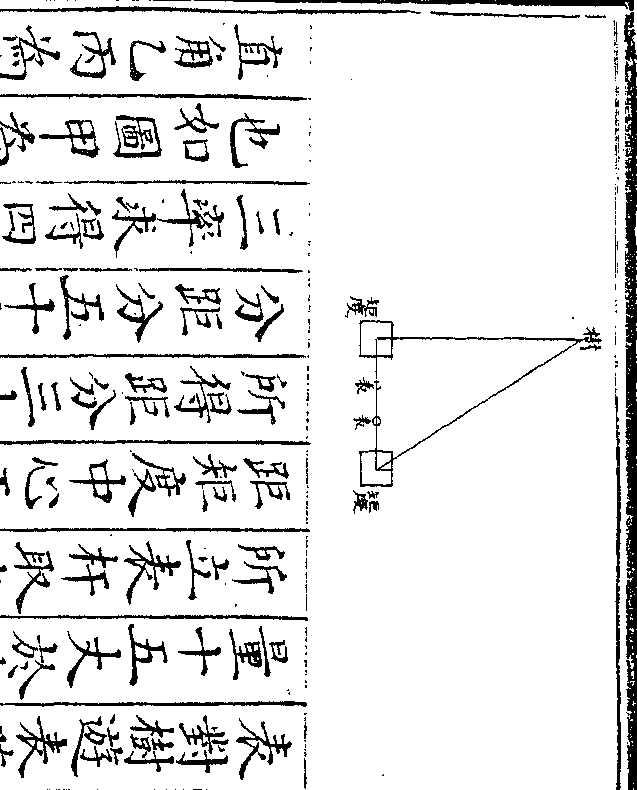 樹
矩度
表
表
矩度
表對樹遊表
量十五丈於
所立表杆取
距矩度中心
所得距分三
分距分五十
三率求得四
也如圖甲為
直角乙丙為